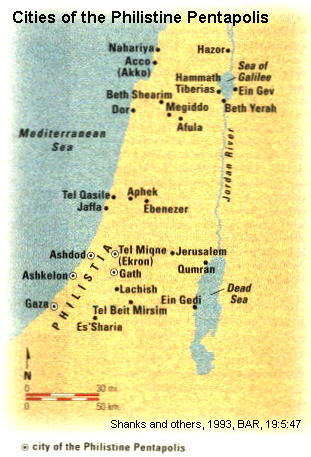 Cities of the Philistine Pentapolis
Nahariya
Hazor
Acco
(Akko)
Sea of
Galilee
Hammath
Tiberias
Ein Gev
Beth Shearim
Megiddo
Beth Yerah
Dor
Afula
Mediterranean
Sea
Jordan River
Tel Qasile
Aphek
Jaffa
Ebenezer
Ashdod
Tel Miqne
(Ekron)
Jerusalem
Ashkelon
Gath
Qumran
PHILISTIA
Gaza
Lachish
Ein Gedi
Dead
Sea
Tel Beit Mirsim
Es'Sharia
N
0 30 mi.
0 50 km.
Shanks and others, 1993, BAR, 19:5:47
city of the Philistine Pentapolis